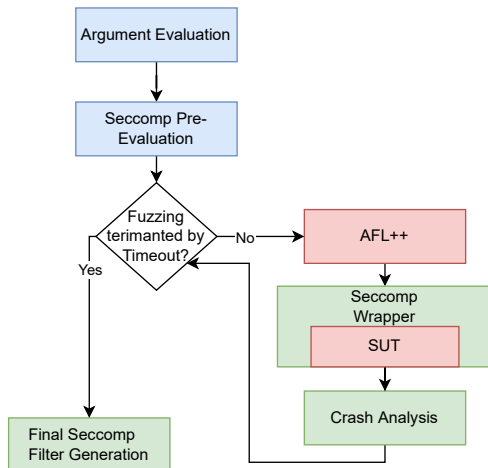 Argument Evaluation
Seccomp Pre-
Evaluation
Fuzzing
terimanted by
Timeout?
No
AFL++
Yes
Seccomp
Wrapper
SUT
Crash Analysis
Final Seccomp
Filter Generation